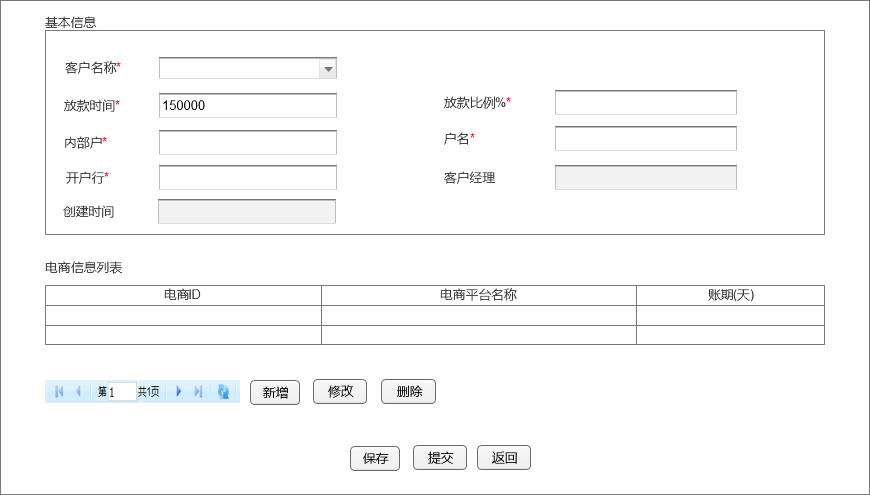 基本信息
客户名称*
放款时间* 150000 放款比例%*
内部户* 户名*
开户行* 客户经理
创建时间
电商信息列表
电商ID 电商平台名称 账期(天)
第1 共1页 新增 修改 删除
保存 提交 返回